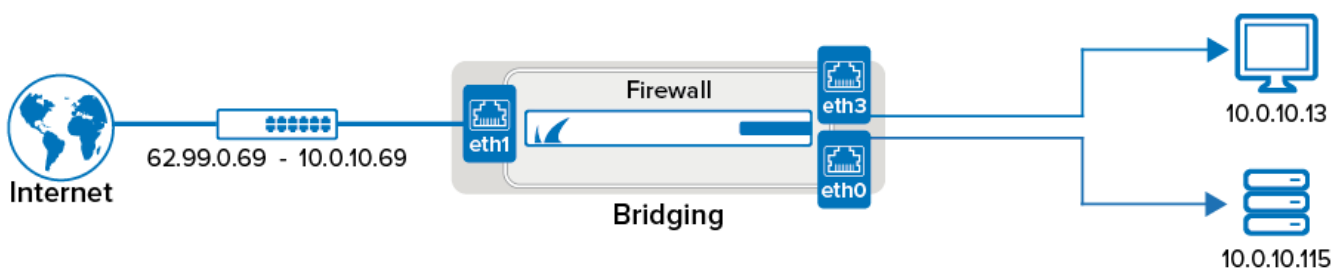 Internet
62.99.0.69 - 10.0.10.69
eth1
Firewall
eth3
eth0
Bridging
10.0.10.13
10.0.10.115